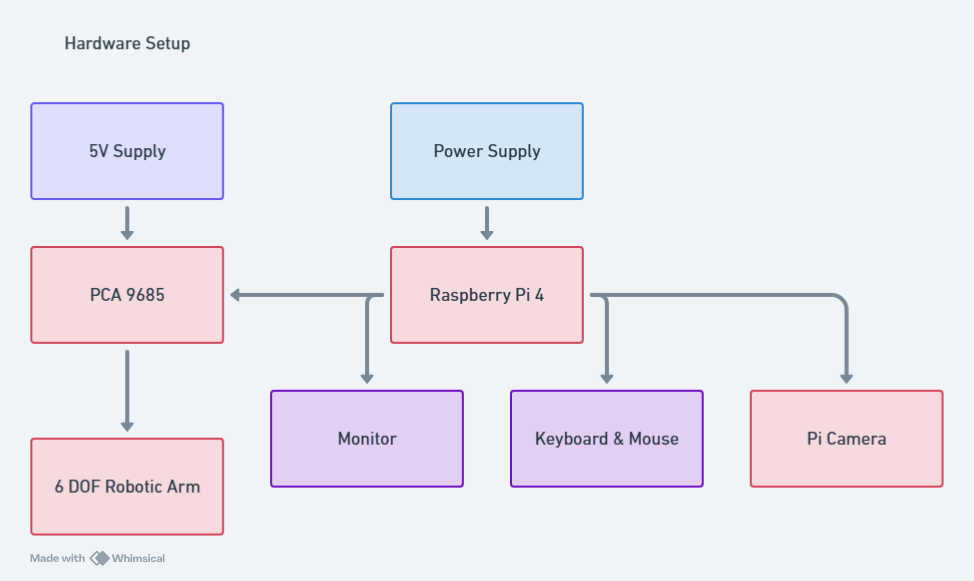 Hardware Setup
5V Supply
Power Supply
PCA 9685
Raspberry Pi 4
Monitor
Keyboard & Mouse
Pi Camera
6 DOF Robotic Arm
Made with Whimsical